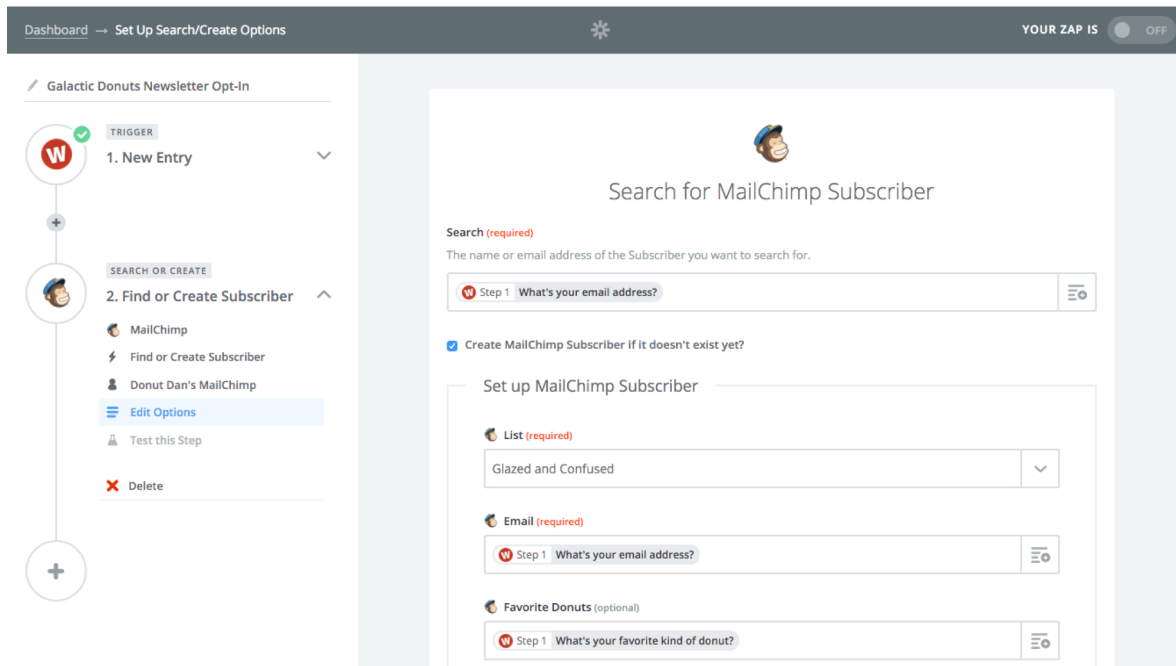 Dashboard → Set Up Search/Create Options
YOUR ZAP IS OFF
Galactic Donuts Newsletter Opt-In
TRIGGER
1. New Entry
SEARCH OR CREATE
2. Find or Create Subscriber
MailChimp
Find or Create Subscriber
Donut Dan's MailChimp
Edit Options
Test this Step
Delete
Search for MailChimp Subscriber
Search (required)
The name or email address of the Subscriber you want to search for.
Step 1 What's your email address?
Create MailChimp Subscriber if it doesn't exist yet?
Set up MailChimp Subscriber
List (required)
Glazed and Confused
Email (required)
Step 1 What's your email address?
Favorite Donuts (optional)
Step 1 What's your favorite kind of donut?